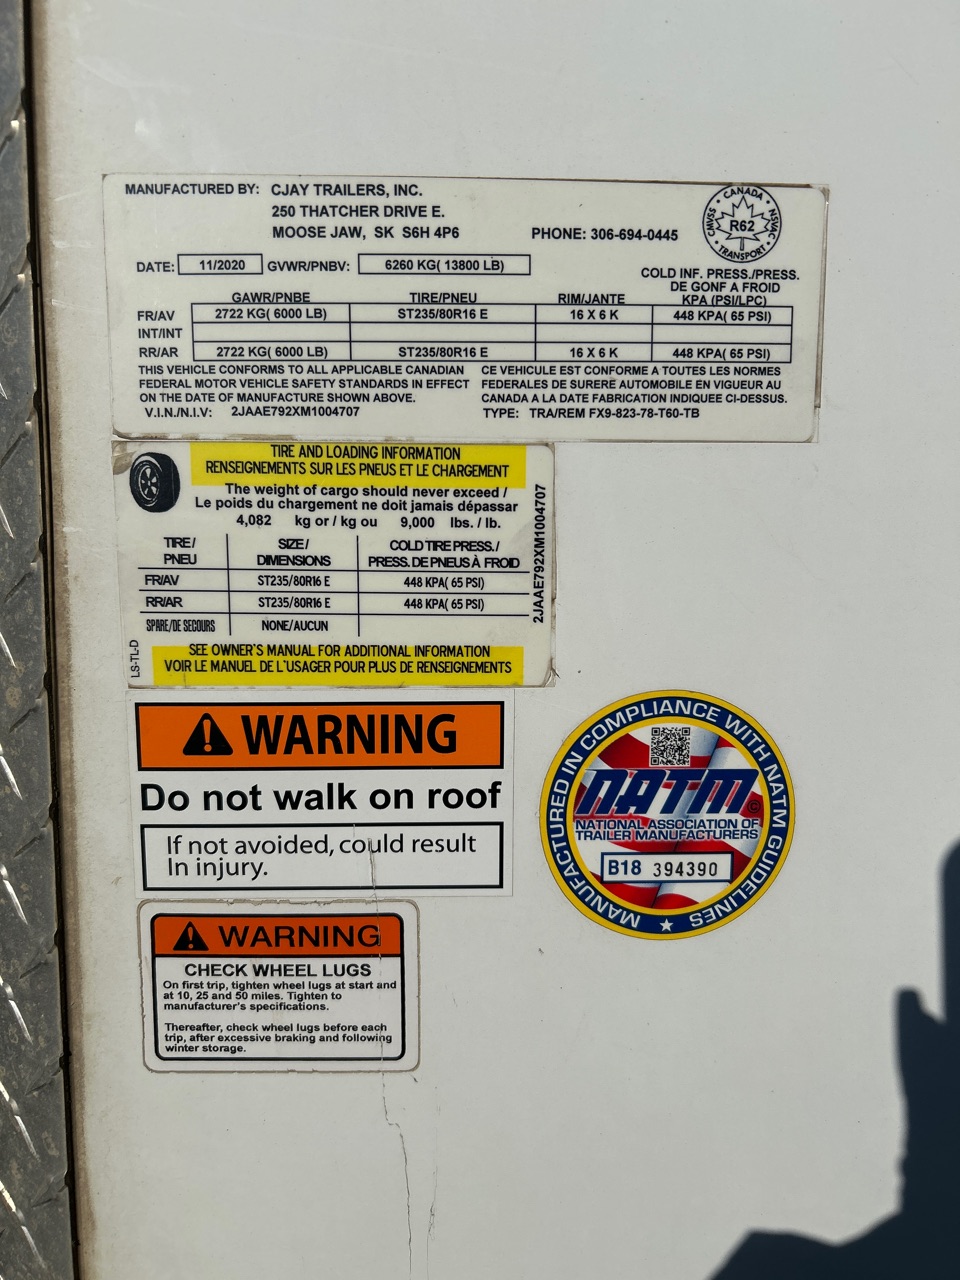 MANUFACTURED BY: CJAY TRAILERS, INC.
250 THATCHER DRIVE E.
MOOSE JAW, SK S6H 4P6 PHONE: 306-694-0445
CANADA
CMVSS R62 NSVAC
TRANSPORT
DATE: 11/2020 GVWR/PNBV: 6260 KG( 13800 LB)
COLD INF. PRESS./PRESS.
DE GONF A FROID
GAWR/PNBE TIRE/PNEU RIM/JANTE KPA (PSI/LPC)
FR/AV 2722 KG( 6000 LB) ST235/80R16 E 16 X 6 K 448 KPA( 65 PSI)
INT/INT
RR/AR 2722 KG( 6000 LB) ST235/80R16 E 16 X 6 K 448 KPA( 65 PSI)
THIS VEHICLE CONFORMS TO ALL APPLICABLE CANADIAN
FEDERAL MOTOR VEHICLE SAFETY STANDARDS IN EFFECT
ON THE DATE OF MANUFACTURE SHOWN ABOVE.
CE VEHICULE EST CONFORME A TOUTES LES NORMES
FEDERALES DE SURERE AUTOMOBILE EN VIGUEUR AU
CANADA A LA DATE FABRICATION INDIQUEE CI-DESSUS.
V.I.N./N.I.V: 2JAAE792XM1004707 TYPE: TRA/REM FX9-823-78-T60-TB
TIRE AND LOADING INFORMATION
RENSEIGNEMENTS SUR LES PNEUS ET LE CHARGEMENT
The weight of cargo should never exceed /
Le poids du chargement ne doit jamais dépassar
4,082 kg or / kg ou 9,000 lbs. / lb.
TIRE / SIZE / COLD TIRE PRESS. /
PNEU DIMENSIONS PRESS. DE PNEUS À FROID
FR/AV ST235/80R16 E 448 KPA( 65 PSI)
RR/AR ST235/80R16 E 448 KPA( 65 PSI)
SPARE/DE SECOURS NONE/AUCUN
2JAAE792XM1004707
LS-TL-D
SEE OWNER'S MANUAL FOR ADDITIONAL INFORMATION
VOIR LE MANUEL DE L'USAGER POUR PLUS DE RENSEIGNEMENTS
WARNING
Do not walk on roof
If not avoided, could result
In injury.
MANUFACTURED IN COMPLIANCE WITH NATM GUIDELINES
NATM
NATIONAL ASSOCIATION OF
TRAILER MANUFACTURERS
B18 394390
WARNING
CHECK WHEEL LUGS
On first trip, tighten wheel lugs at start and
at 10, 25 and 50 miles. Tighten to
manufacturer's specifications.
Thereafter, check wheel lugs before each
trip, after excessive braking and following
winter storage.